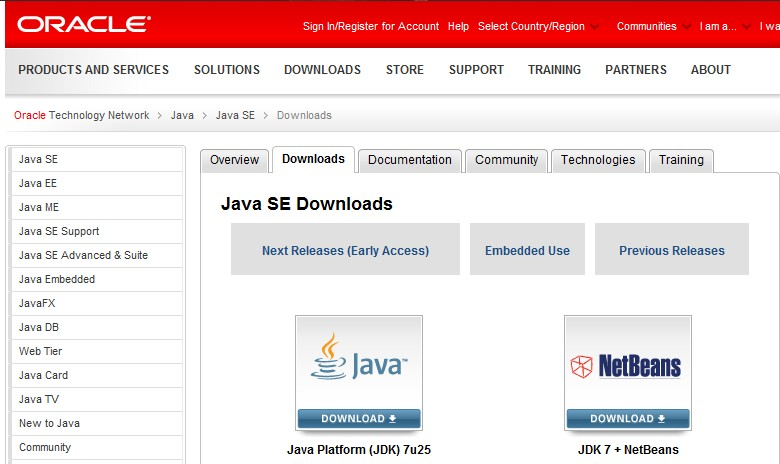 ORACLE®
Sign In/Register for Account Help Select Country/Region Communities I am a... I wa
PRODUCTS AND SERVICES SOLUTIONS DOWNLOADS STORE SUPPORT TRAINING PARTNERS ABOUT
Oracle Technology Network > Java > Java SE > Downloads
Java SE
Java EE
Java ME
Java SE Support
Java SE Advanced & Suite
Java Embedded
JavaFX
Java DB
Web Tier
Java Card
Java TV
New to Java
Community
Overview Downloads Documentation Community Technologies Training
Java SE Downloads
Next Releases (Early Access) Embedded Use Previous Releases
Java™ NetBeans
DOWNLOAD DOWNLOAD
Java Platform (JDK) 7u25 JDK 7 + NetBeans